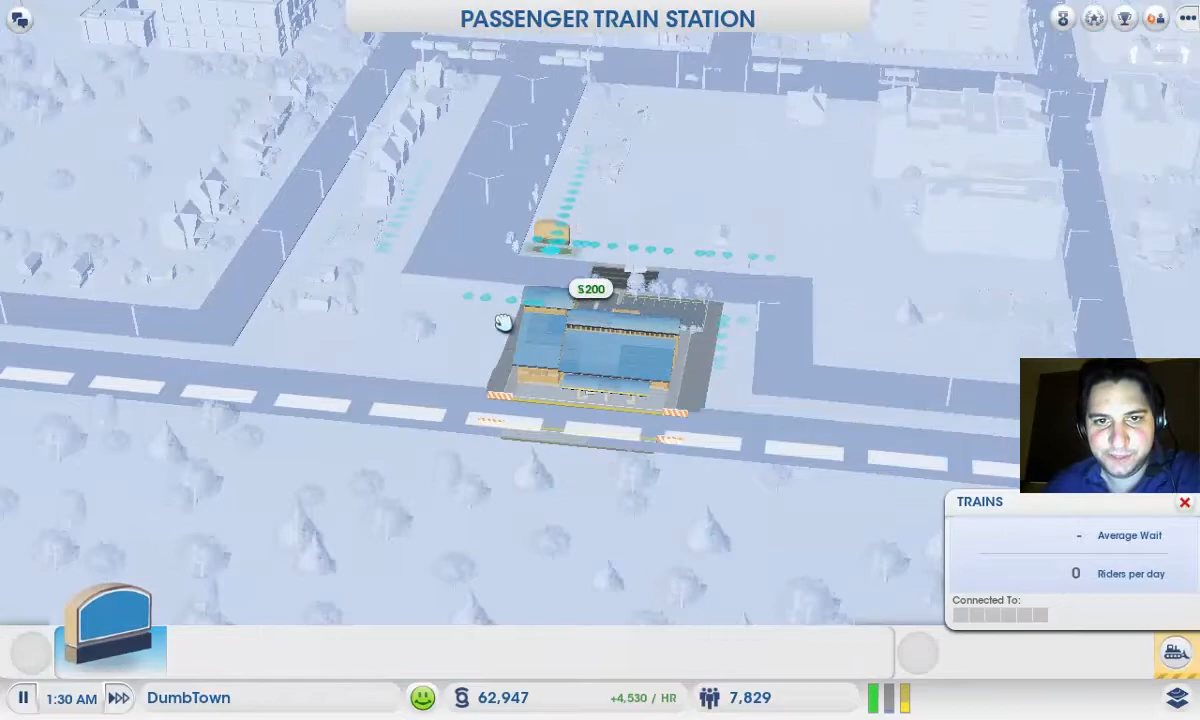 PASSENGER TRAIN STATION
§200
TRAINS
- Average Wait
0 Riders per day
Connected To:
1:30 AM
DumbTown
62,947
+4,530 / HR
7,829